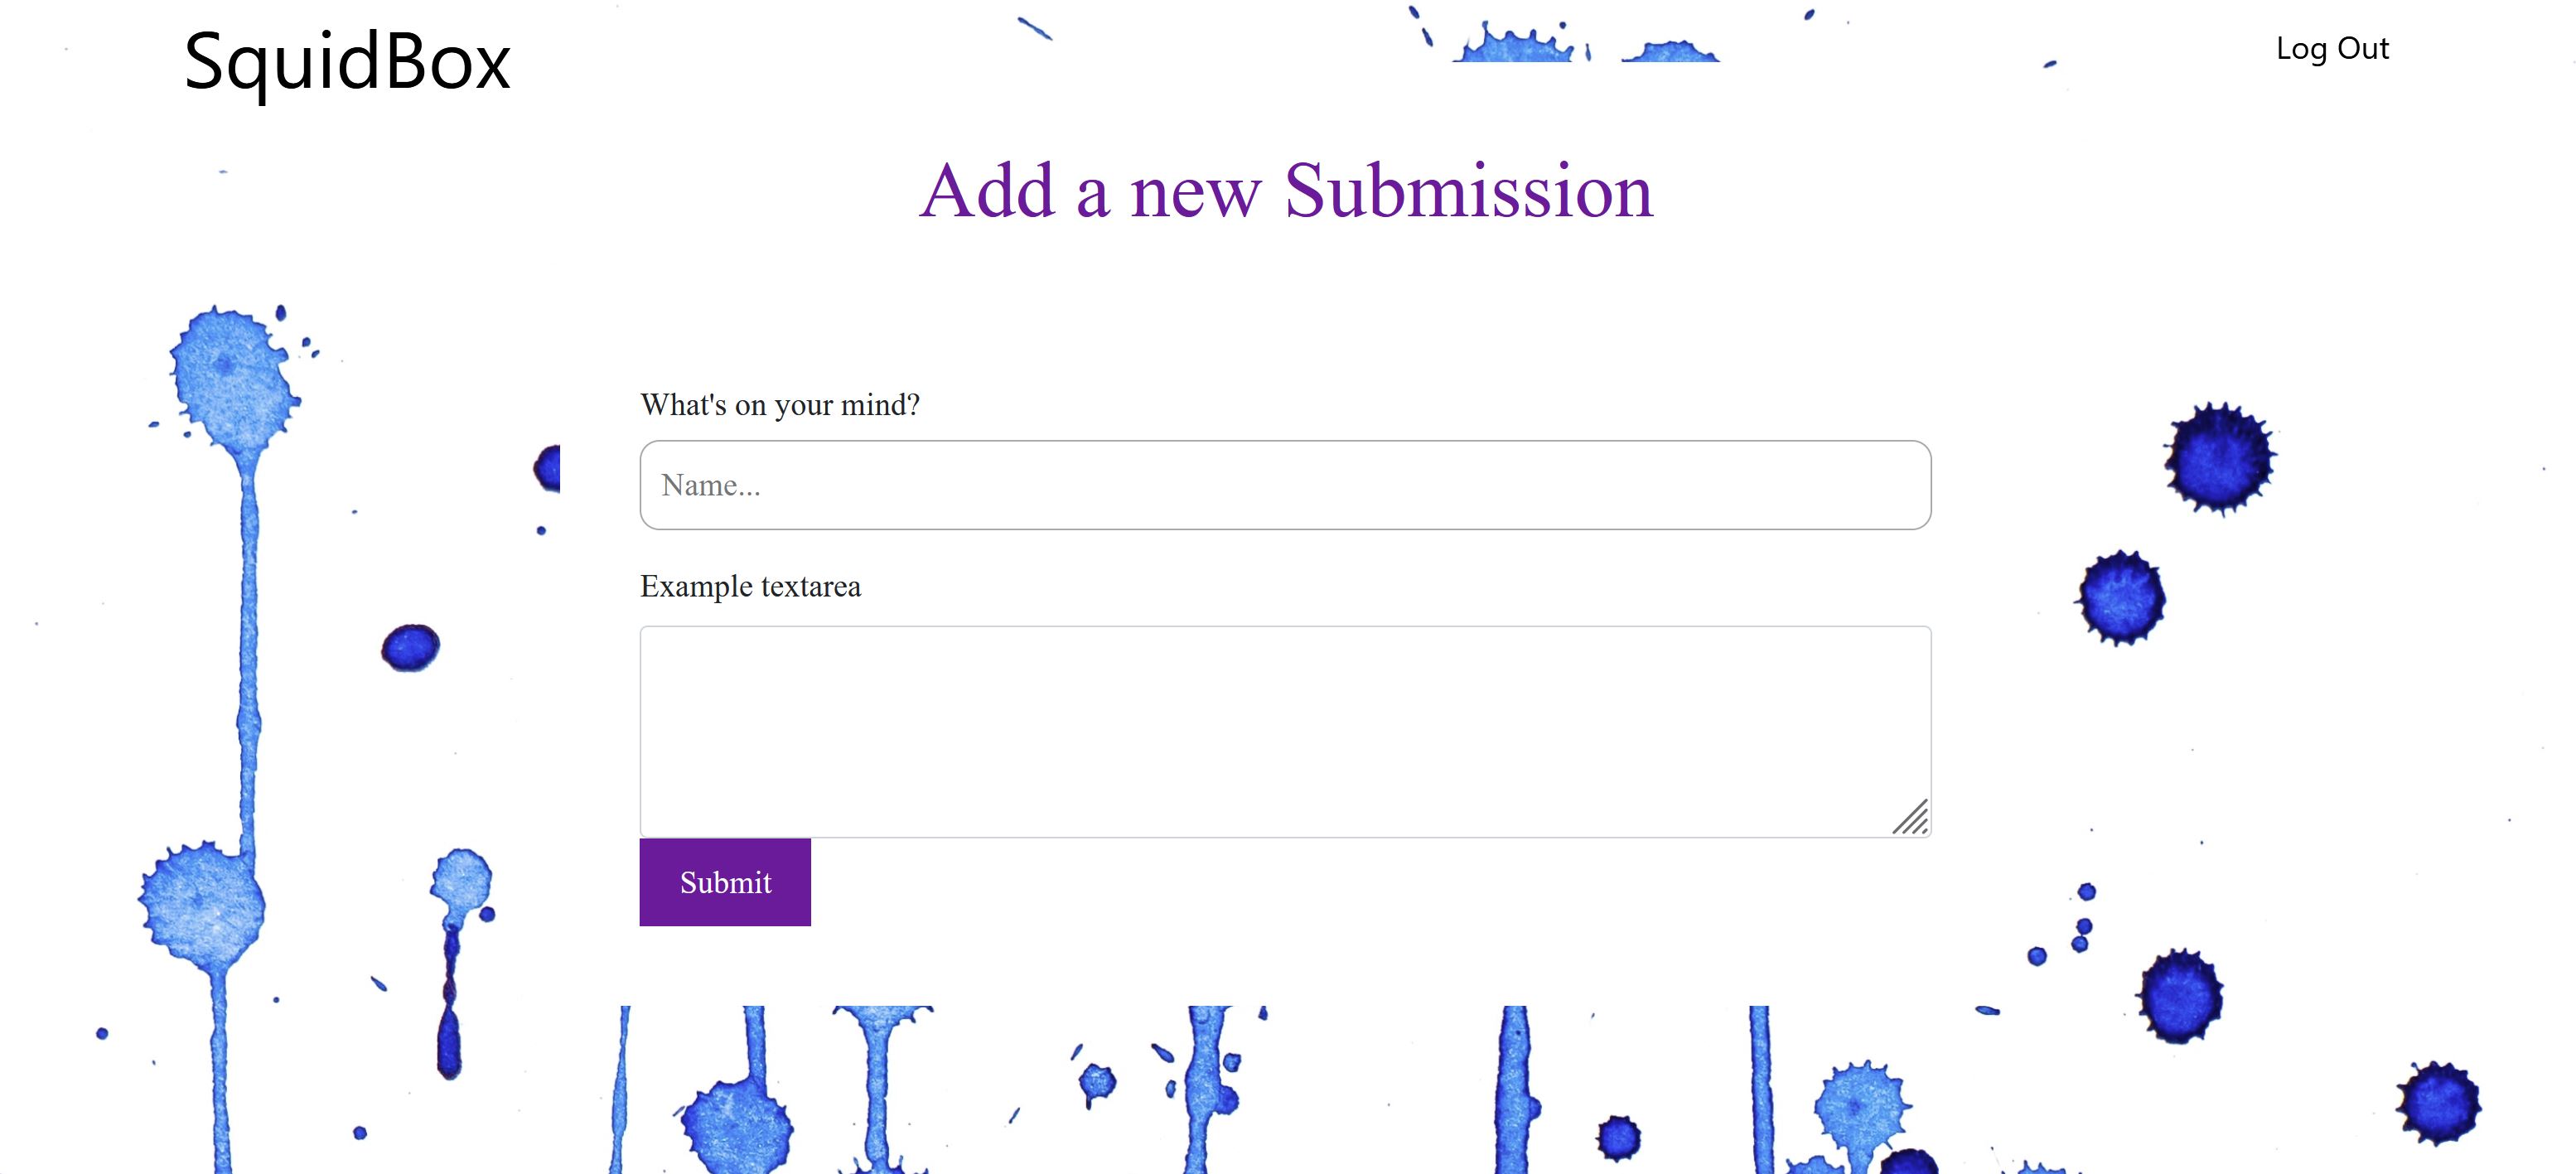 SquidBox
Log Out
Add a new Submission
What's on your mind?
Name...
Example textarea
Submit